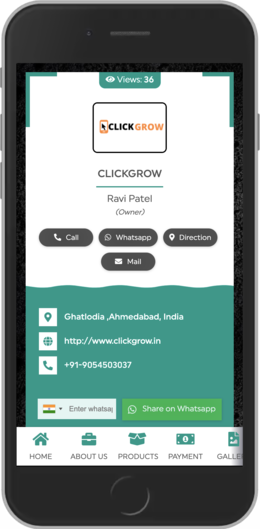 Views: 36
CLICKGROW
CLICKGROW
Ravi Patel
(Owner)
Call
Whatsapp
Direction
Mail
Ghatlodia ,Ahmedabad, India
http://www.clickgrow.in
+91-9054503037
Enter whatsa
Share on Whatsapp
HOME
ABOUT US
PRODUCTS
PAYMENT
GALLE